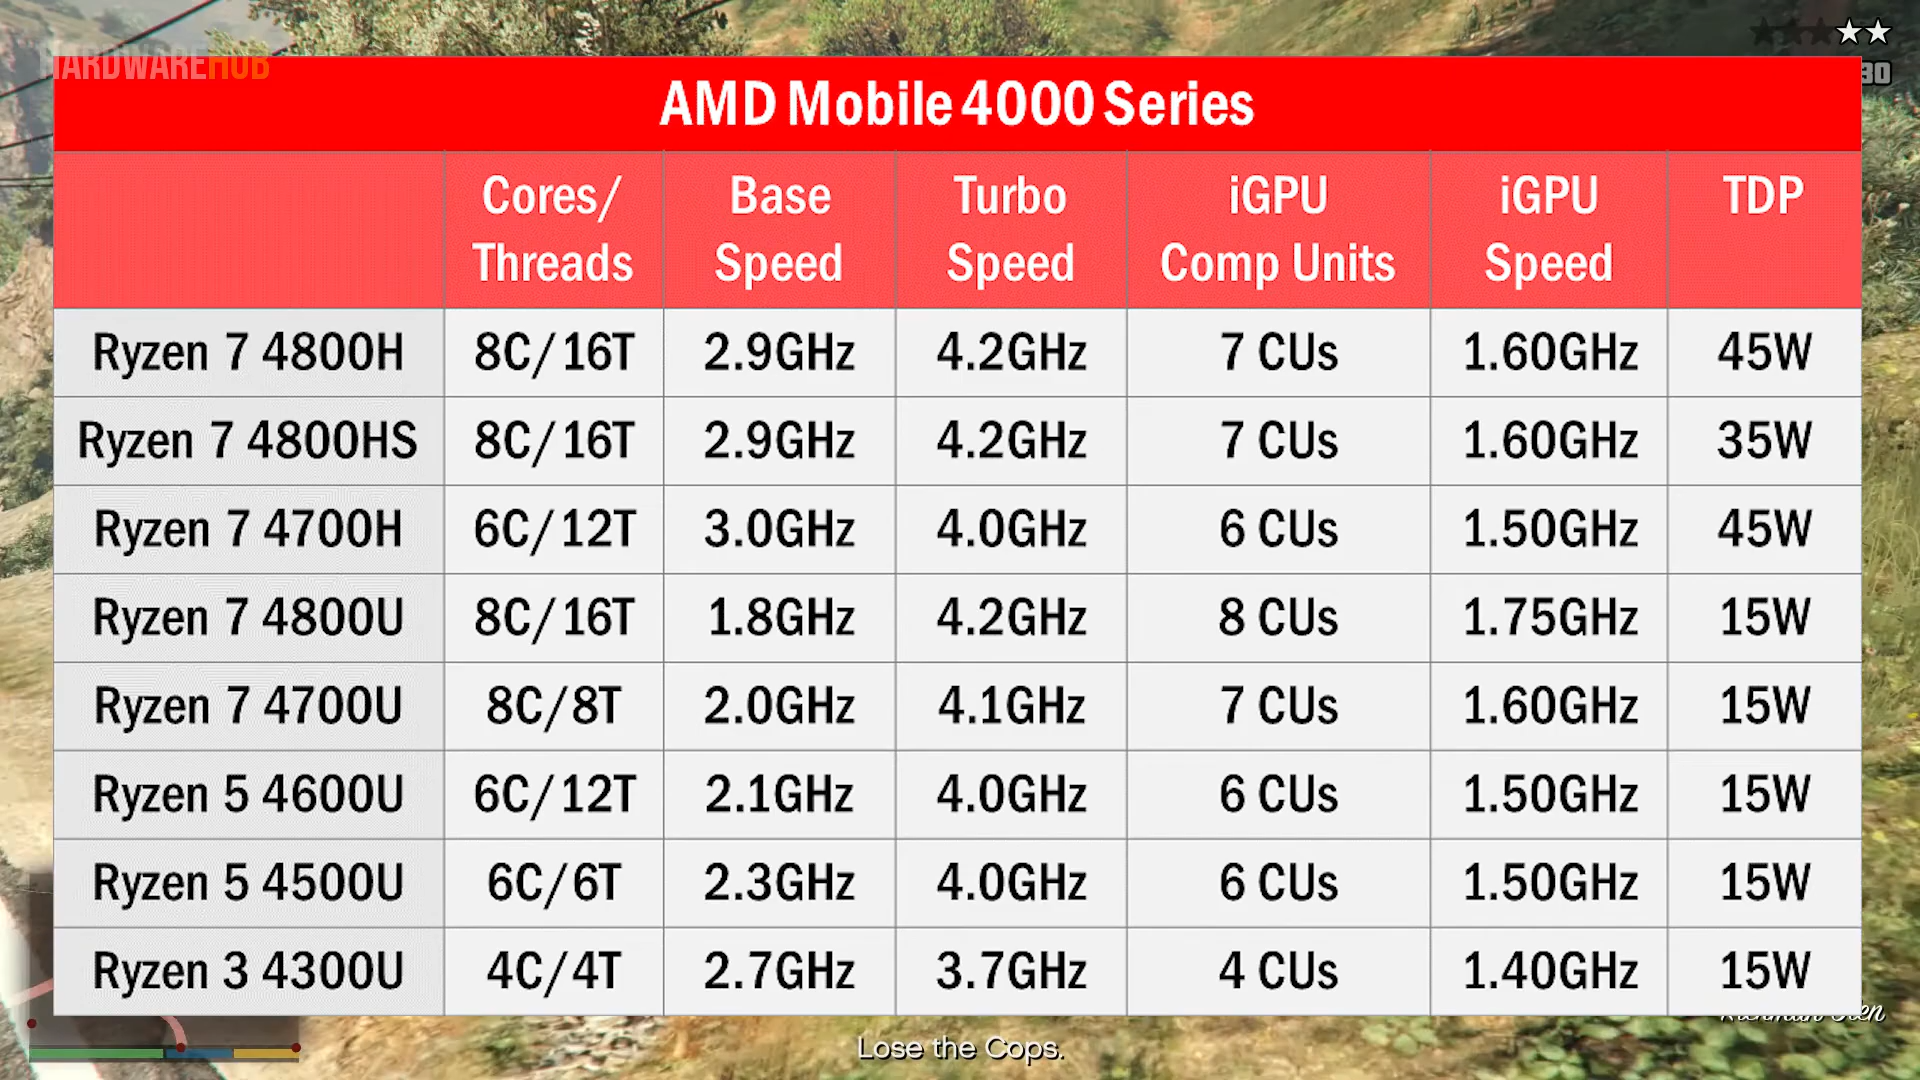 HARDWAREHUB
30
AMD Mobile 4000 Series
Cores/
Threads
Base
Speed
Turbo
Speed
iGPU
Comp Units
iGPU
Speed
TDP
Ryzen 7 4800H 8C/16T 2.9GHz 4.2GHz 7 CUs 1.60GHz 45W
Ryzen 7 4800HS 8C/16T 2.9GHz 4.2GHz 7 CUs 1.60GHz 35W
Ryzen 7 4700H 6C/12T 3.0GHz 4.0GHz 6 CUs 1.50GHz 45W
Ryzen 7 4800U 8C/16T 1.8GHz 4.2GHz 8 CUs 1.75GHz 15W
Ryzen 7 4700U 8C/8T 2.0GHz 4.1GHz 7 CUs 1.60GHz 15W
Ryzen 5 4600U 6C/12T 2.1GHz 4.0GHz 6 CUs 1.50GHz 15W
Ryzen 5 4500U 6C/6T 2.3GHz 4.0GHz 6 CUs 1.50GHz 15W
Ryzen 3 4300U 4C/4T 2.7GHz 3.7GHz 4 CUs 1.40GHz 15W
Lose the Cops.